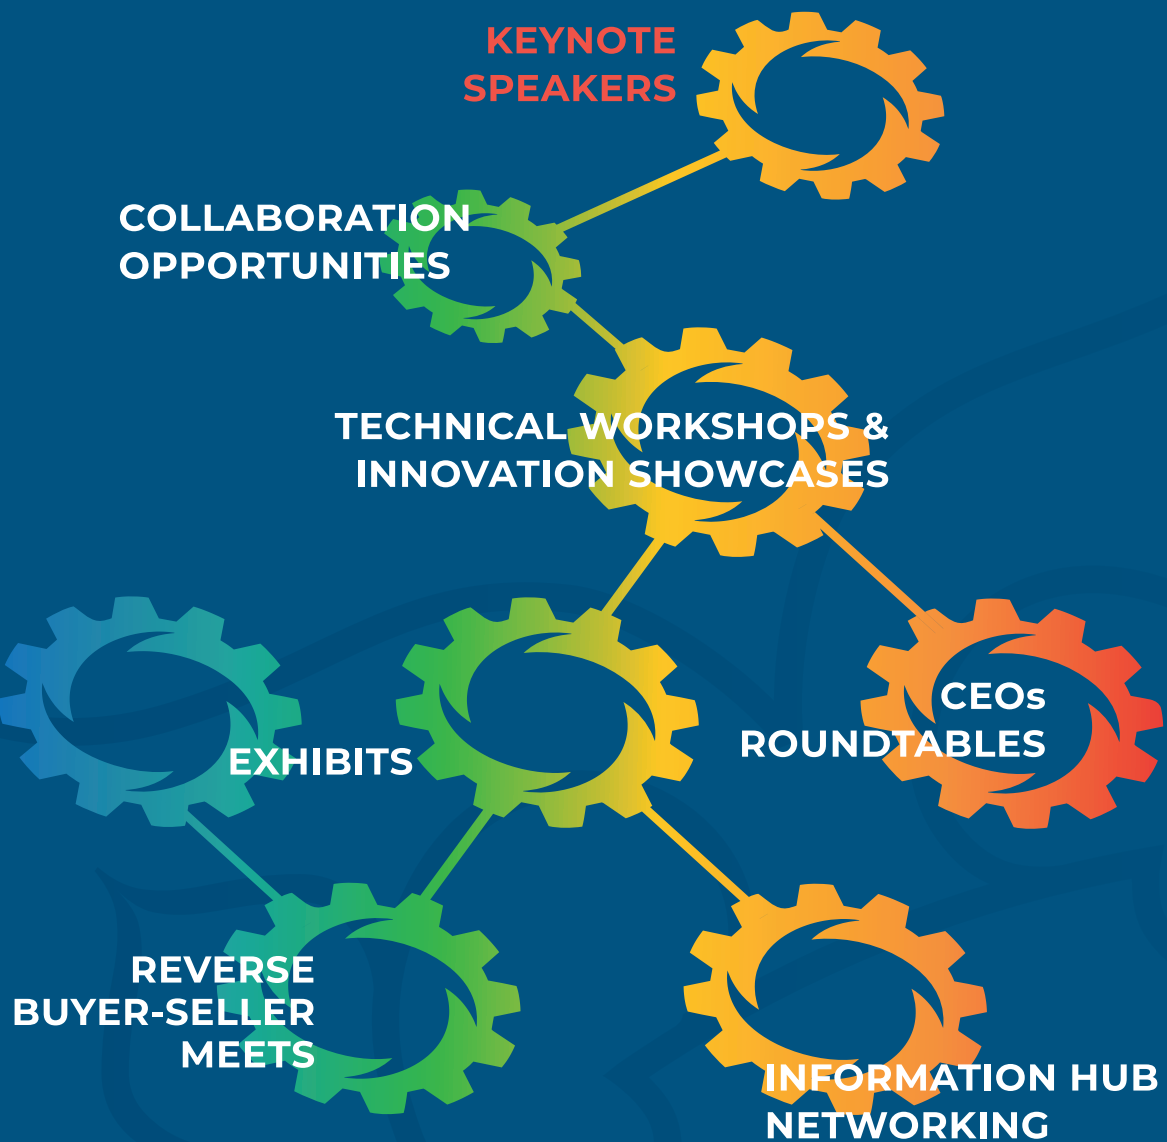 KEYNOTE
SPEAKERS
COLLABORATION
OPPORTUNITIES
TECHNICAL WORKSHOPS &
INNOVATION SHOWCASES
CEOs
ROUNDTABLES
EXHIBITS
REVERSE
BUYER-SELLER
MEETS
INFORMATION HUB
NETWORKING